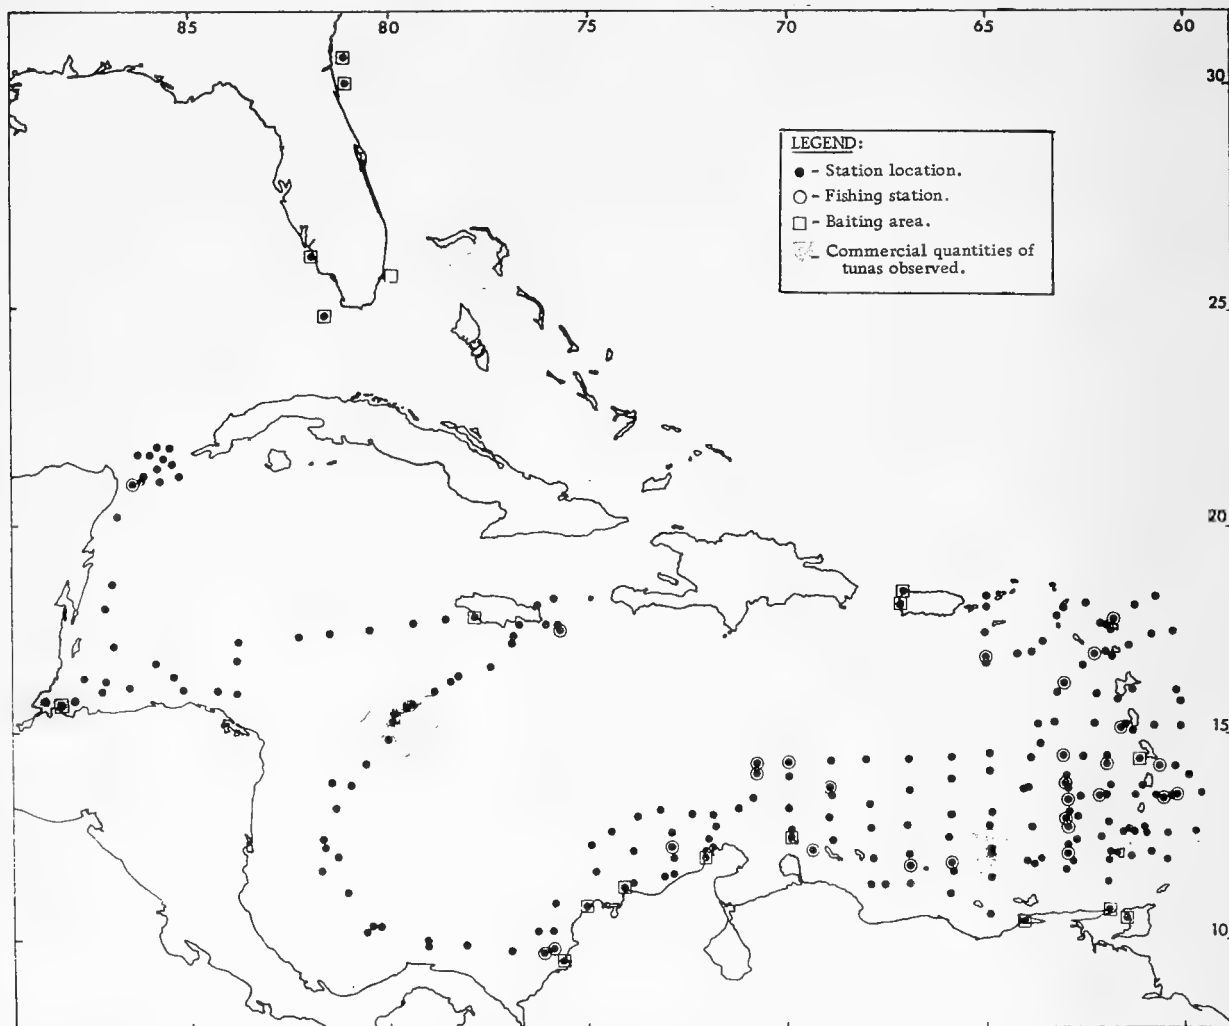 85 80 75 70 65 60
30
LEGEND:
● - Station location.
○ - Fishing station.
□ - Baiting area.
Commercial quantities of
tunas observed.
25
20
15
10